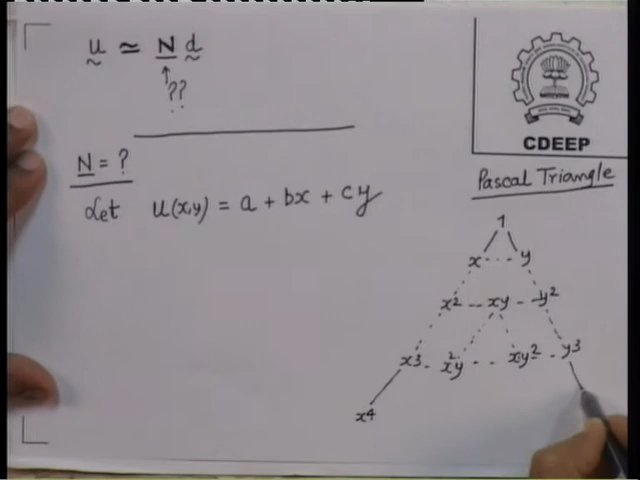 u ≃ N d
↑
??
N = ?
Let u(x,y) = a + bx + cy
CDEEP
Pascal Triangle
1
x y
x² xy y²
x³ x²y xy² y³
x⁴